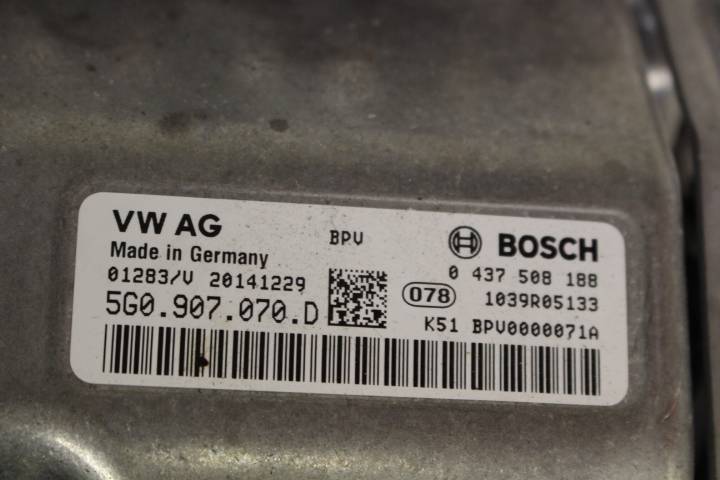 VW AG
Made in Germany
01283/V 20141229
5G0.907.070.D
BPV
BOSCH
0 437 508 188
078
1039R05133
K51 BPV0000071A